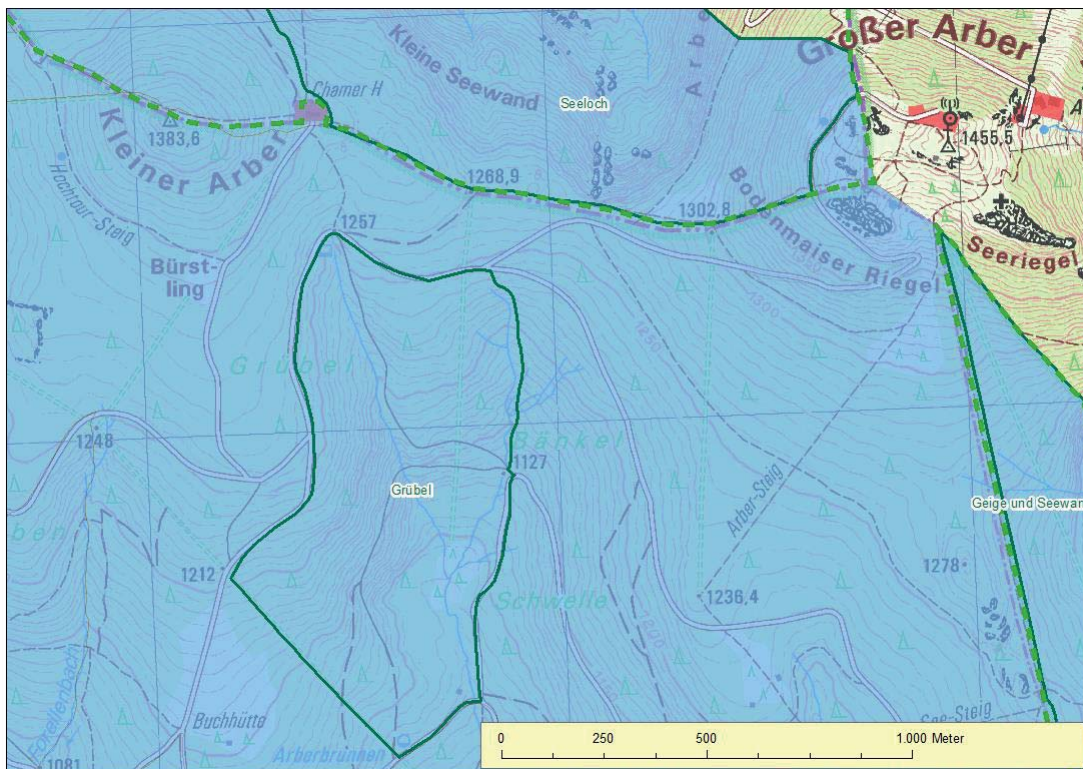 Großer Arber
Chamer H
Kleine Seewand
Arbe
Seeloch
1383,6
Kleiner Arber
1455,5
A
Hochtour-Steig
1268,9
1302,8
Bodenmaiser Riegel
1257
Seeriegel
Bürst-
ling
1300
1250
Grübel
Bänkel
1248
1127
Arber-Steig
Grübel
Geige und Seewan
ben
1212
1278
Schwelle
1236,4
1200
Forellenbach
Buchhütte
See-Steig
Arberbrunnen
1081
0 250 500 1.000 Meter